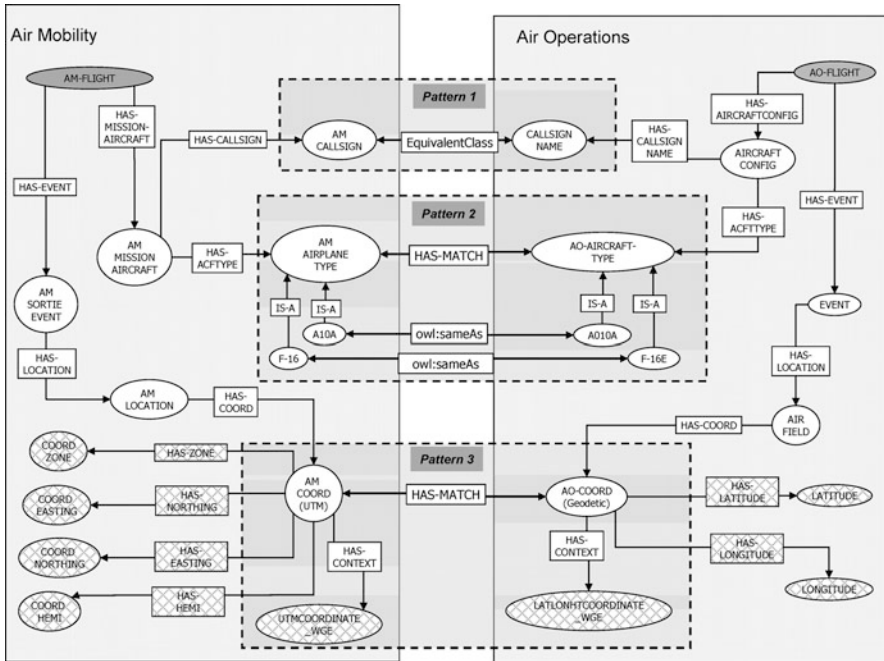 Air Mobility
Air Operations
AM-FLIGHT
AO-FLIGHT
Pattern 1
HAS-
MISSION-
AIRCRAFT
HAS-
AIRCRAFTCONFIG
HAS-CALLSIGN
AM
CALLSIGN
EquivalentClass
CALLSIGN
NAME
HAS-
CALLSIGN
NAME
AIRCRAFT
CONFIG
HAS-EVENT
HAS-EVENT
Pattern 2
HAS-
ACFTTYPE
AM
MISSION
AIRCRAFT
HAS-
ACFTYPE
AM
AIRPLANE
TYPE
HAS-MATCH
AO-AIRCRAFT-
TYPE
IS-A
IS-A
IS-A
IS-A
AM
SORTIE
EVENT
EVENT
A10A
owl:sameAs
A010A
F-16
owl:sameAs
F-16E
HAS-
LOCATION
HAS-
LOCATION
AM
LOCATION
HAS-
COORD
HAS-COORD
AIR
FIELD
Pattern 3
COORD
ZONE
HAS-ZONE
AM
COORD
(UTM)
HAS-MATCH
AO-COORD
(Geodetic)
HAS-
LATITUDE
LATITUDE
COORD
EASTING
HAS-
NORTHING
HAS-
CONTEXT
HAS-
CONTEXT
HAS-
LONGITUDE
COORD
NORTHING
HAS-
EASTING
LONGITUDE
COORD
HEMI
HAS-
HEMI
UTMCOORDINATE
_WGE
LATLONHTCOORDINATE
_WGE